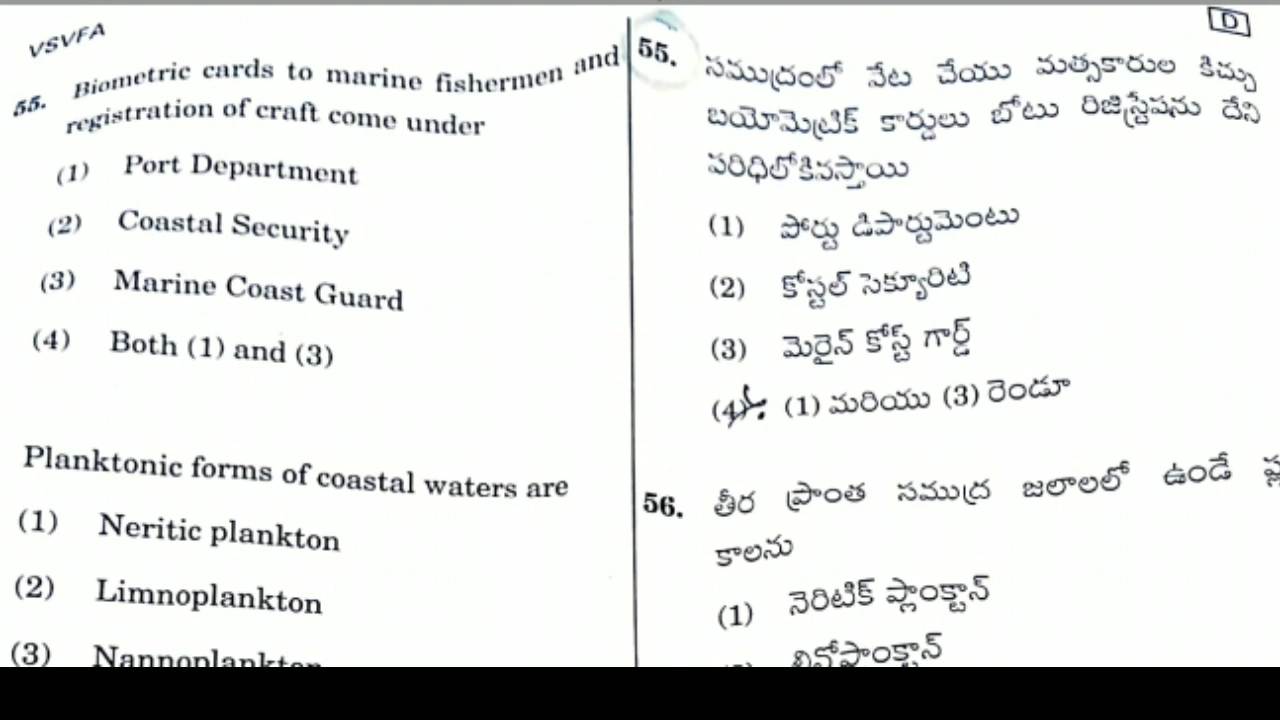 VSVFA
D
55. Biometric cards to marine fishermen and
registration of craft come under
(1) Port Department
(2) Coastal Security
(3) Marine Coast Guard
(4) Both (1) and (3)
Planktonic forms of coastal waters are
(1) Neritic plankton
(2) Limnoplankton
(3) Nannoplankton
55. సముద్రంలో వేట చేయు మత్సకారుల కిచ్చు
బయోమెట్రిక్ కార్డులు బోటు రిజిస్ట్రేషను దేని
పరిధిలోకివస్తాయి
(1) పోర్టు డిపార్టుమెంటు
(2) కోస్టల్ సెక్యూరిటి
(3) మెరైన్ కోస్ట్ గార్డ్
(4) (1) మరియు (3) రెండూ
56. తీర ప్రాంత సముద్ర జలాలలో ఉండే
కాలను
(1) నెరిటిక్ ప్లాంక్టాన్